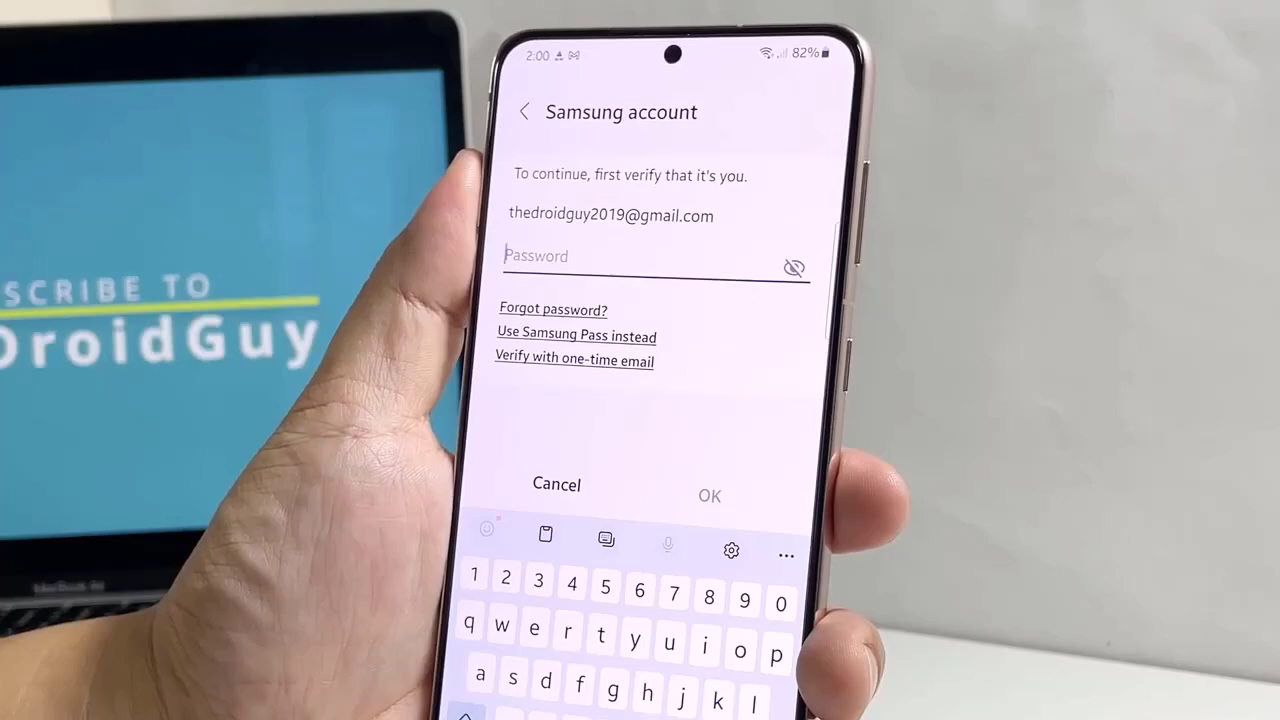 SCRIBE TO
DroidGuy
2:00
82%
Samsung account
To continue, first verify that it's you.
thedroidguy2019@gmail.com
Password
Forgot password?
Use Samsung Pass instead
Verify with one-time email
Cancel
OK
1 2 3 4 5 6 7 8 9 0
q w e r t y u i o p
a s d f g h j k l